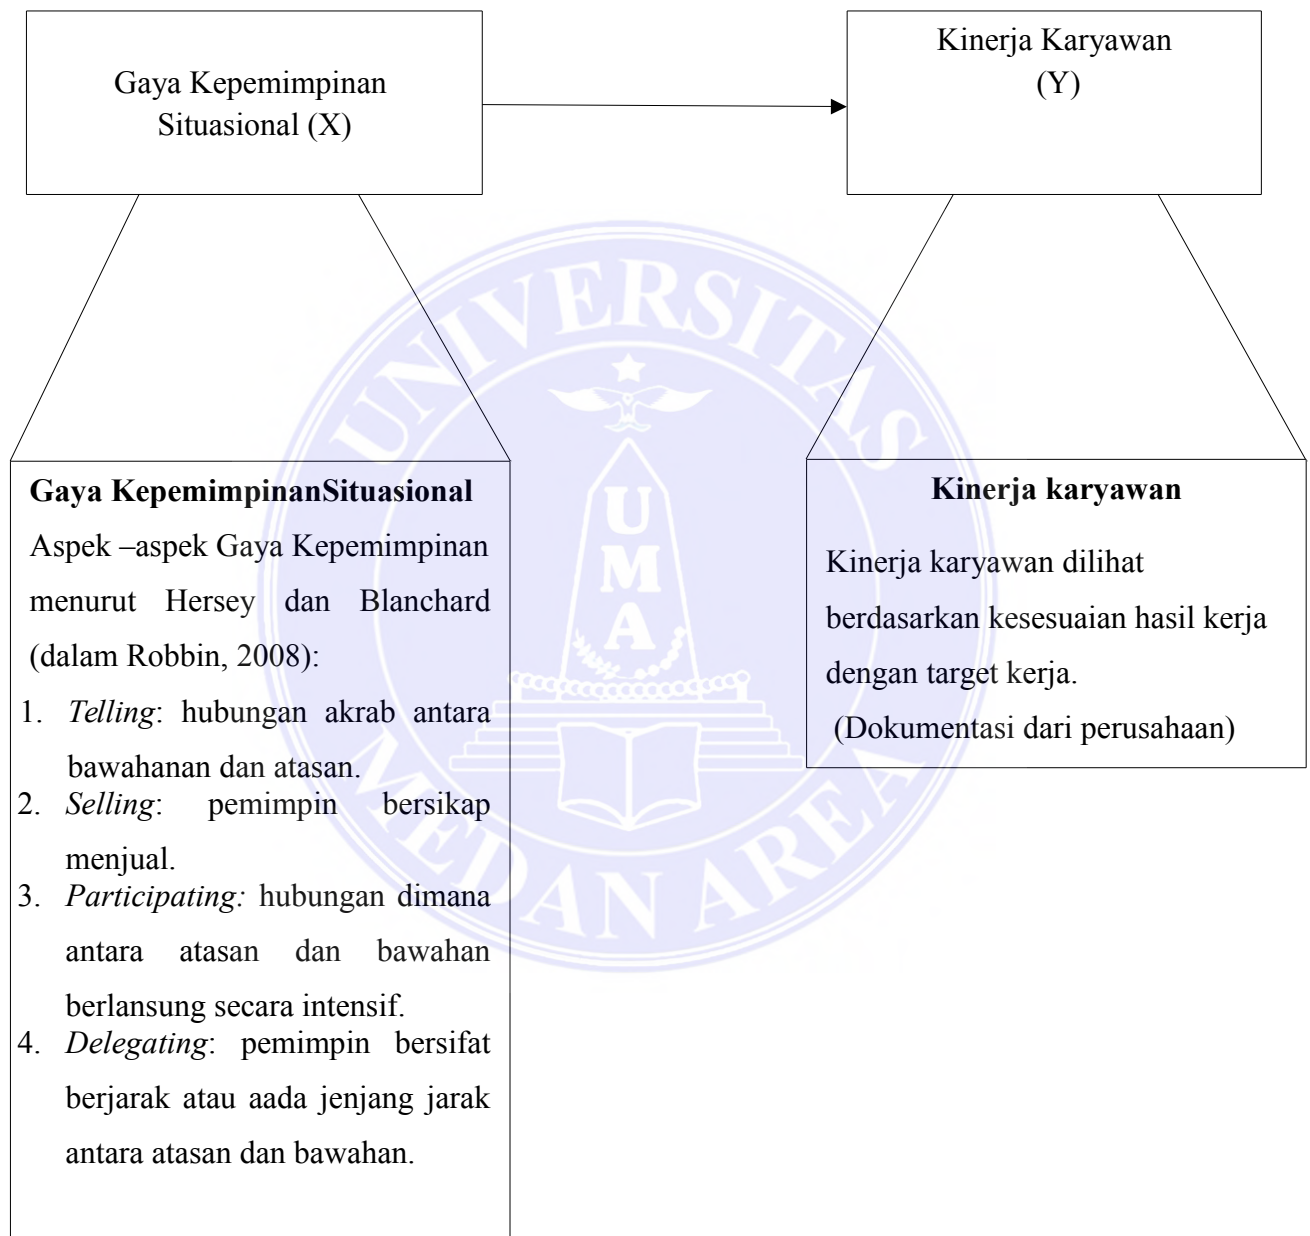 Gaya Kepemimpinan
Situasional (X)
Kinerja Karyawan
(Y)
Gaya KepemimpinanSituasional
Aspek –aspek Gaya Kepemimpinan
menurut Hersey dan Blanchard
(dalam Robbin, 2008):
1. Telling: hubungan akrab antara
bawahanan dan atasan.
2. Selling: pemimpin bersikap
menjual.
3. Participating: hubungan dimana
antara atasan dan bawahan
berlansung secara intensif.
4. Delegating: pemimpin bersifat
berjarak atau aada jenjang jarak
antara atasan dan bawahan.
Kinerja karyawan
Kinerja karyawan dilihat
berdasarkan kesesuaian hasil kerja
dengan target kerja.
(Dokumentasi dari perusahaan)
UNIVERSITAS
UMA
MEDAN AREA